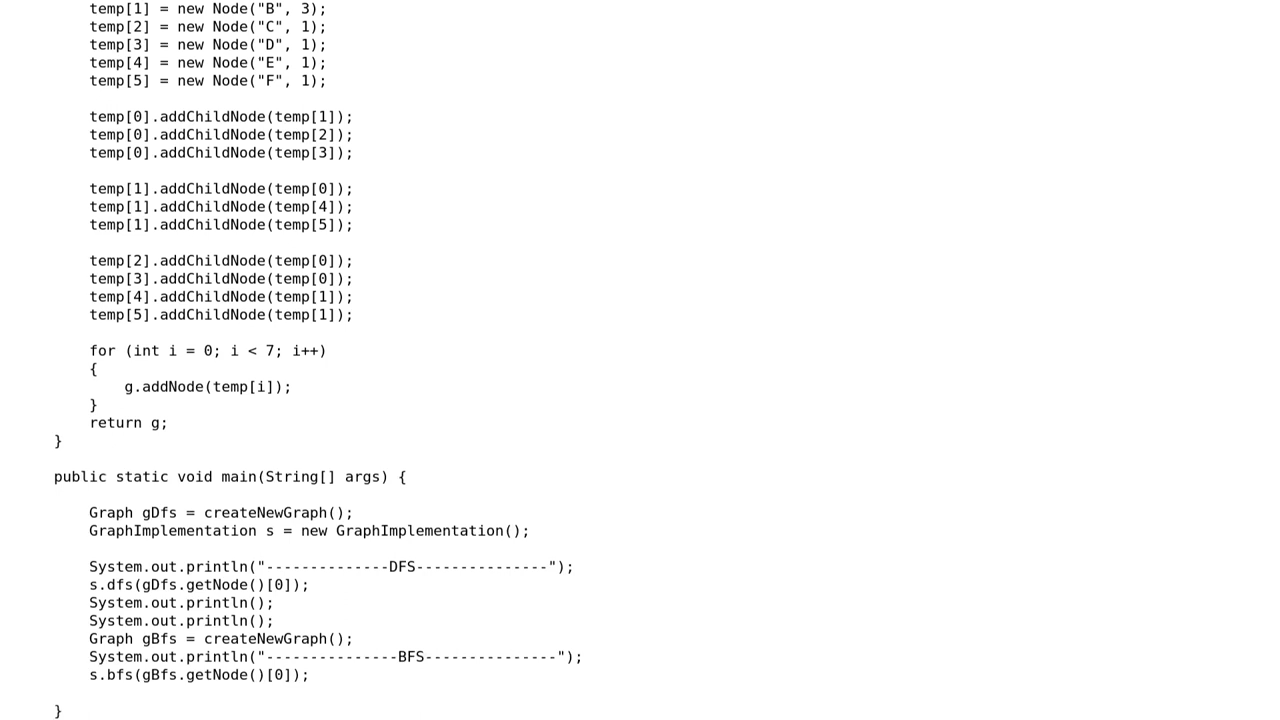 temp[1] = new Node("B", 3);
temp[2] = new Node("C", 1);
temp[3] = new Node("D", 1);
temp[4] = new Node("E", 1);
temp[5] = new Node("F", 1);
temp[0].addChildNode(temp[1]);
temp[0].addChildNode(temp[2]);
temp[0].addChildNode(temp[3]);
temp[1].addChildNode(temp[0]);
temp[1].addChildNode(temp[4]);
temp[1].addChildNode(temp[5]);
temp[2].addChildNode(temp[0]);
temp[3].addChildNode(temp[0]);
temp[4].addChildNode(temp[1]);
temp[5].addChildNode(temp[1]);
for (int i = 0; i < 7; i++)
{
g.addNode(temp[i]);
}
return g;
}
public static void main(String[] args) {
Graph gDfs = createNewGraph();
GraphImplementation s = new GraphImplementation();
System.out.println("--------------DFS---------------");
s.dfs(gDfs.getNode()[0]);
System.out.println();
System.out.println();
Graph gBfs = createNewGraph();
System.out.println("---------------BFS---------------");
s.bfs(gBfs.getNode()[0]);
}